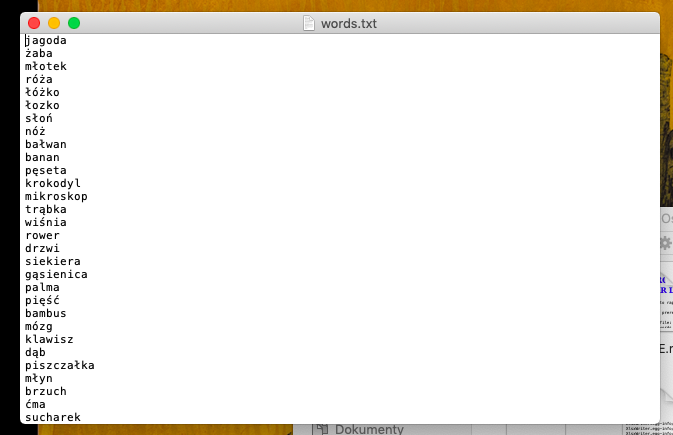 words.txt
jagoda
żaba
młotek
róża
łóżko
łozko
słoń
nóż
bałwan
banan
pęseta
krokodyl
mikroskop
trąbka
wiśnia
rower
drzwi
siekiera
gąsienica
palma
pięść
bambus
mózg
klawisz
dąb
piszczałka
młyn
brzuch
ćma
sucharek
Dokumenty